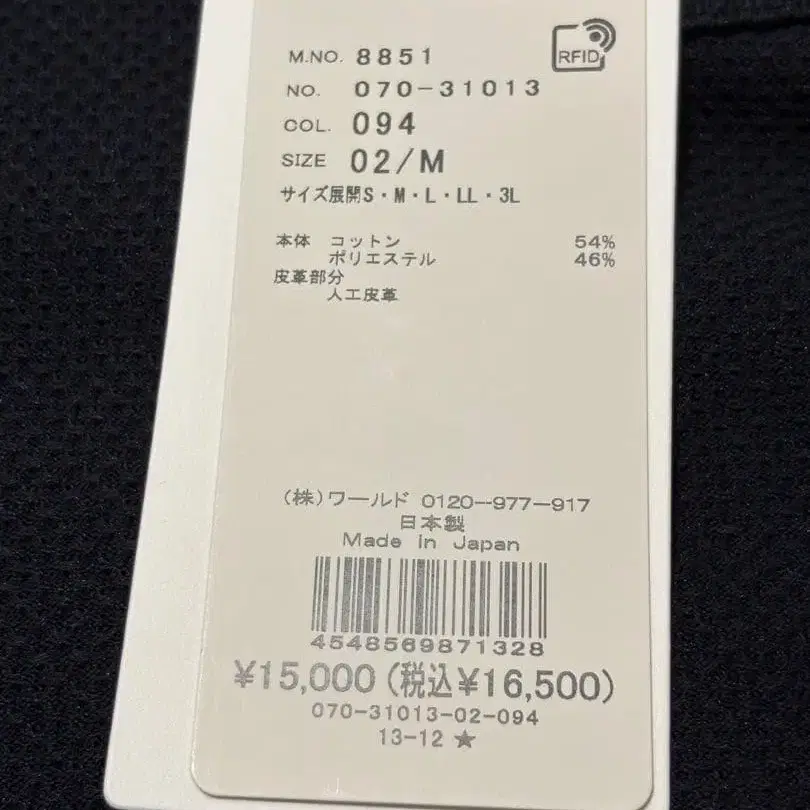 RFID
M.NO. 8851
NO. 070-31013
COL. 094
SIZE 02/M
サイズ展開S・M・L・LL・3L
本体 コットン 54%
ポリエステル 46%
皮革部分
人工皮革
(株)ワールド 0120-977-917
日本製
Made in Japan
4548569871328
¥15,000(税込¥16,500)
070-31013-02-094
13-12 ★